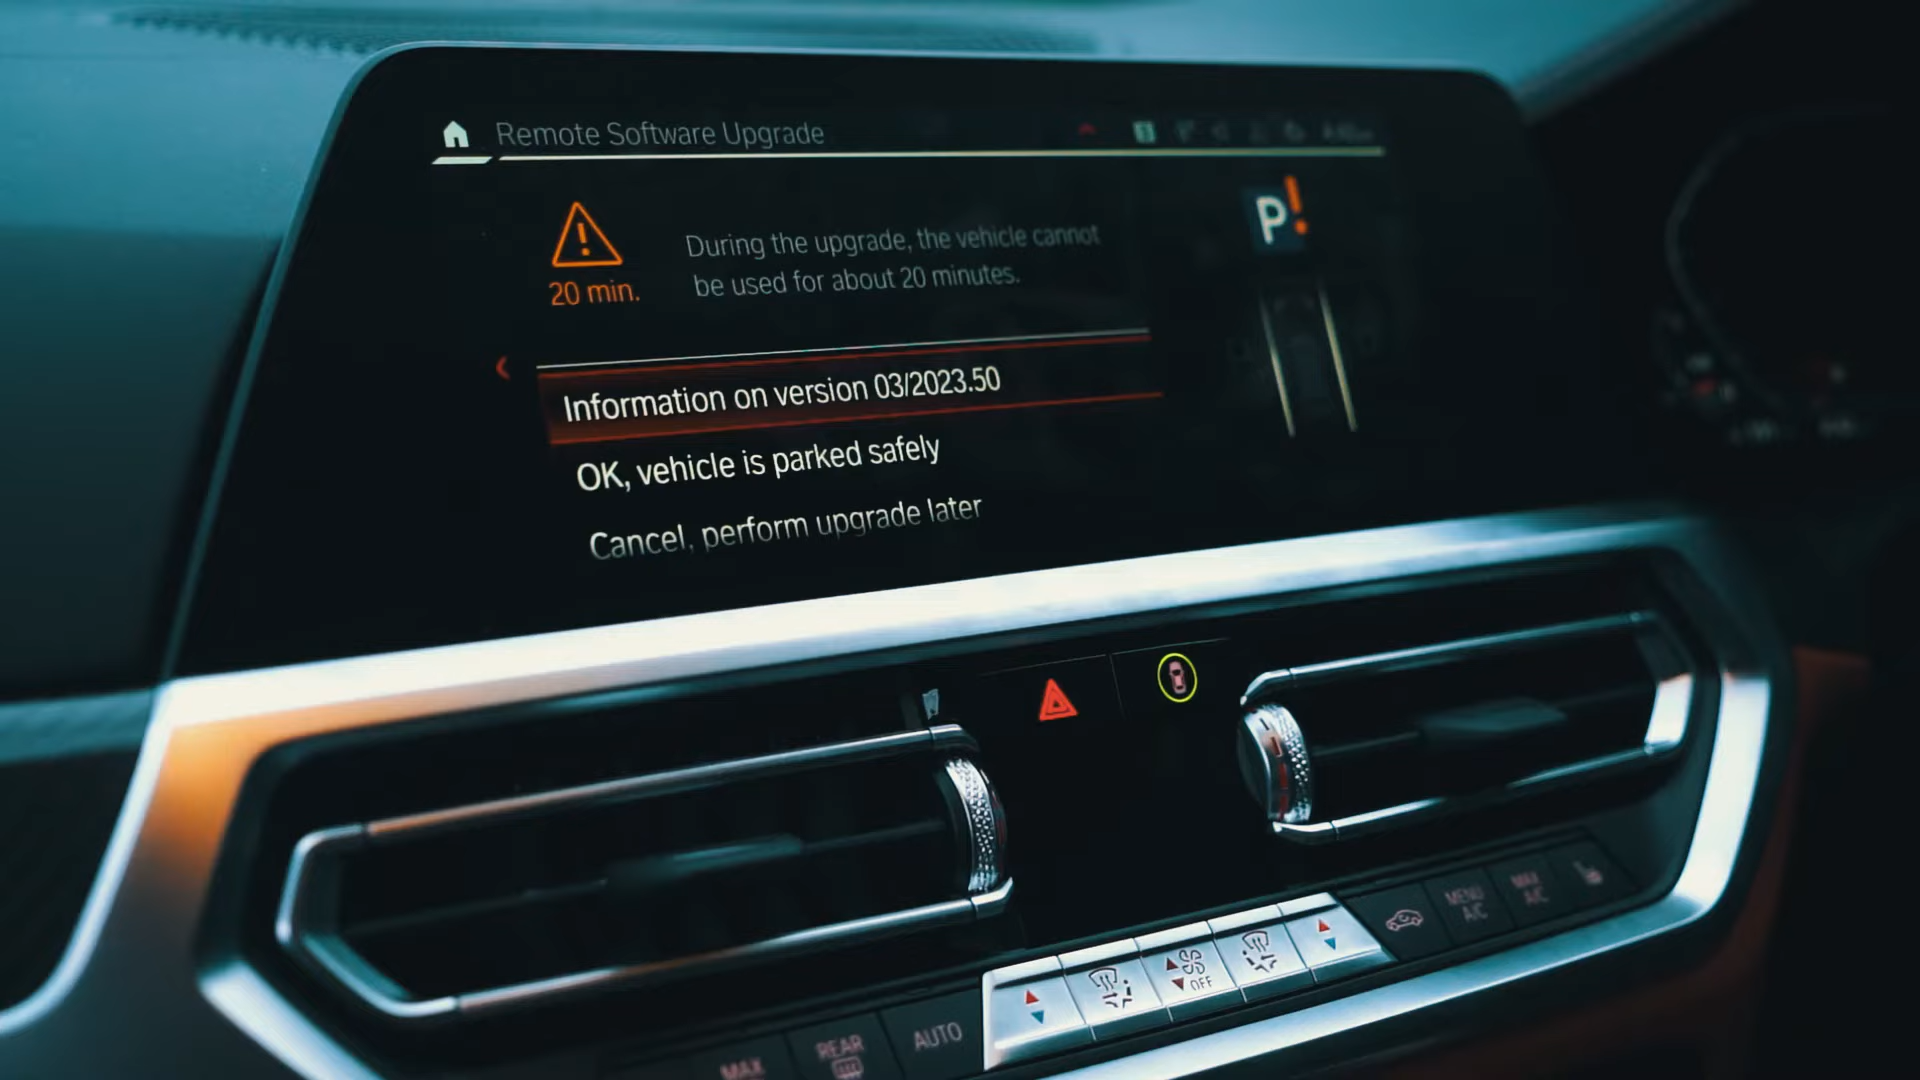 Remote Software Upgrade
During the upgrade, the vehicle cannot
be used for about 20 minutes.
20 min.
P!
Information on version 03/2023.50
OK, vehicle is parked safely
Cancel, perform upgrade later
MENU
A/C
MAX
A/C
OFF
AUTO
REAR
MAX